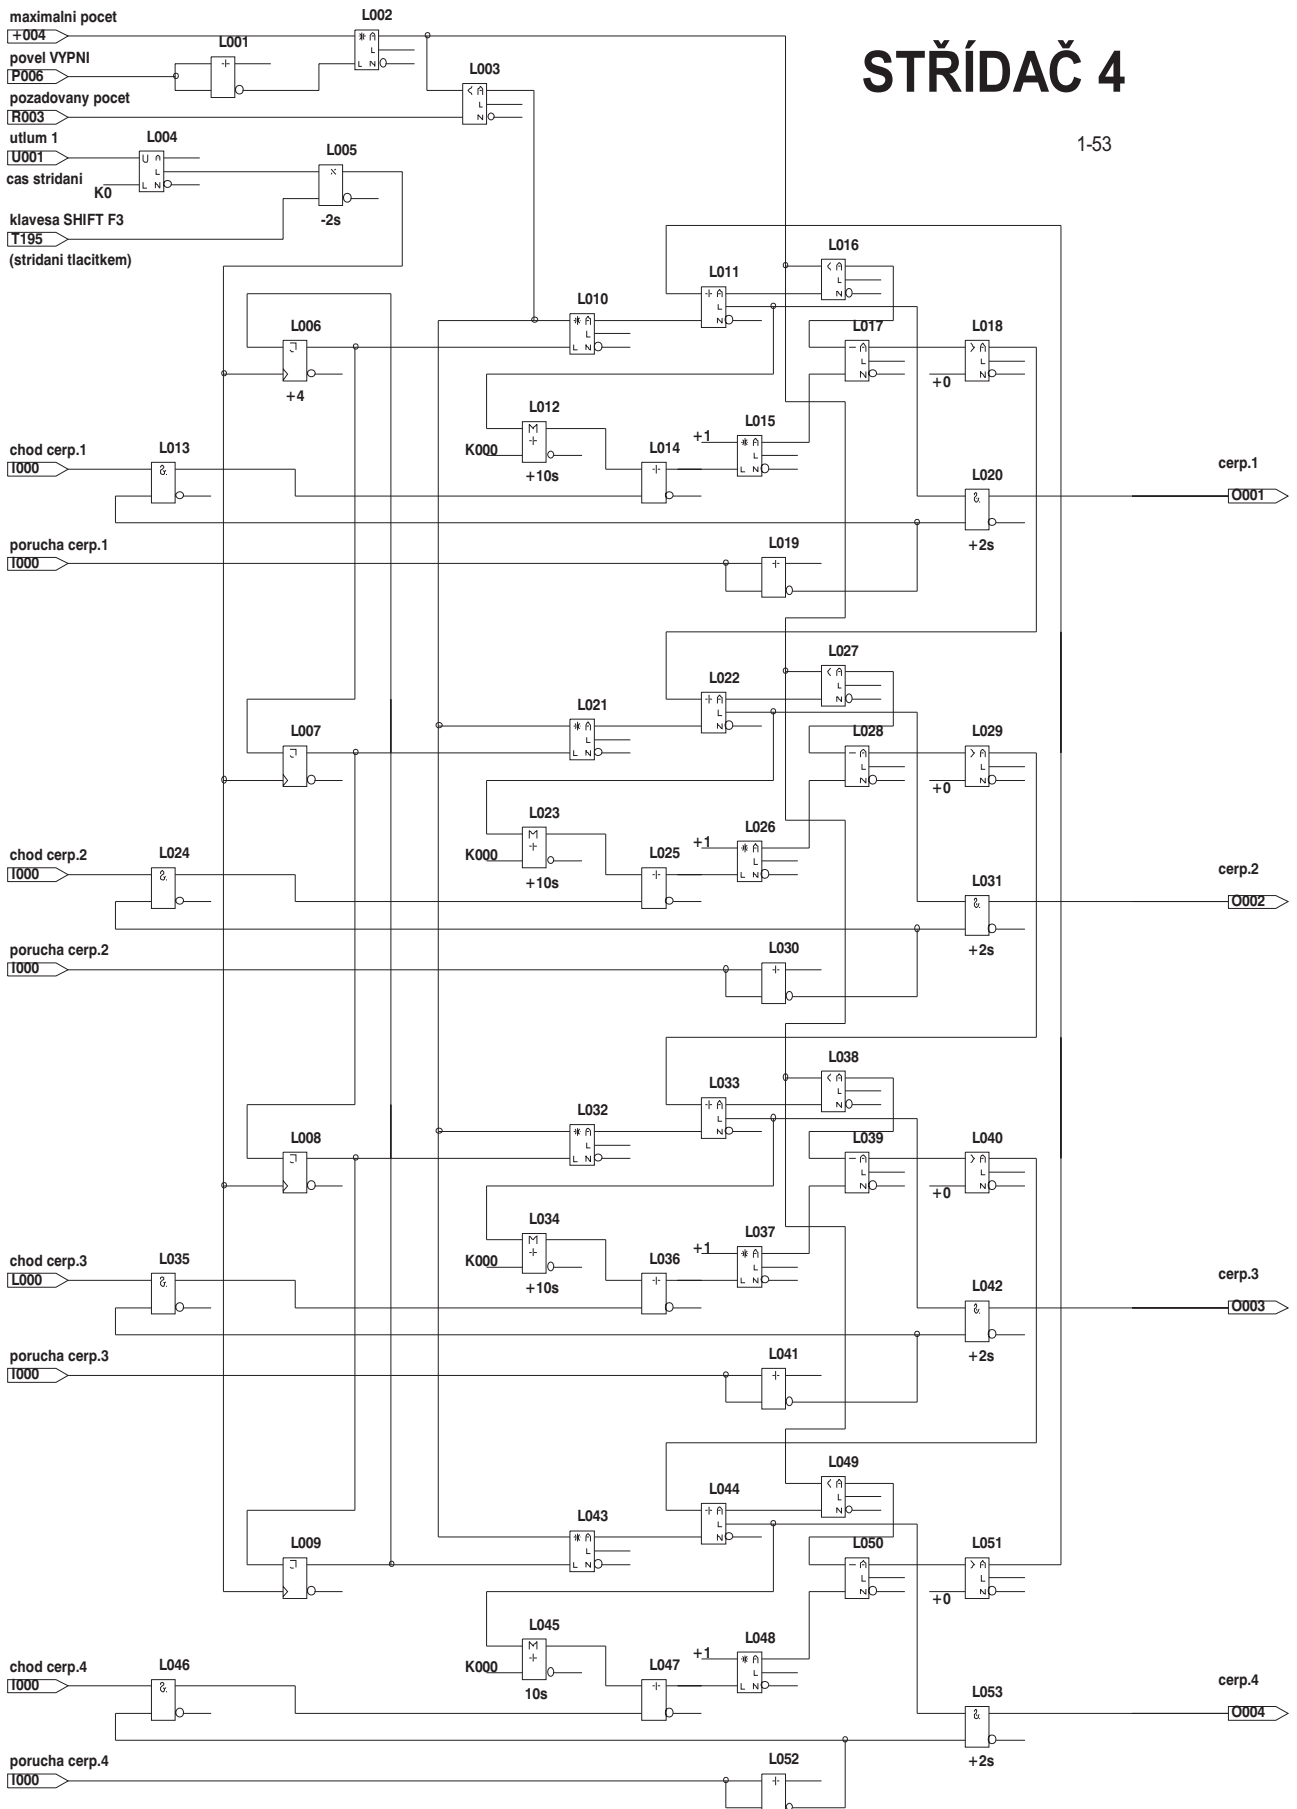 STŘÍDAČ 4
1-53
maximalni pocet
+004
L002
* A
L
L N
povel VYPNI
P006
L001
+
pozadovany pocet
R003
L003
< A
L
N
utlum 1
U001
L004
U A
L
L N
cas stridani
K0
L005
x
-2s
klavesa SHIFT F3
T195
(stridani tlacitkem)
L006
+4
L010
* A
L
L N
L011
+ A
L
N
L016
< A
L
N
L017
- A
L
N
L018
> A
L
N
+0
L012
M
+
K000
+10s
chod cerp.1
I000
L013
&
L014
+
L015
+1
* A
L
L N
L020
&
+2s
cerp.1
O001
porucha cerp.1
I000
L019
+
L007
L021
* A
L
L N
L022
+ A
L
N
L027
< A
L
N
L028
- A
L
N
L029
> A
L
N
+0
L023
M
+
K000
+10s
chod cerp.2
I000
L024
&
L025
+
L026
+1
* A
L
L N
L031
&
+2s
cerp.2
O002
porucha cerp.2
I000
L030
+
L008
L032
* A
L
L N
L033
+ A
L
N
L038
< A
L
N
L039
- A
L
N
L040
> A
L
N
+0
L034
M
+
K000
+10s
chod cerp.3
L000
L035
&
L036
+
L037
+1
* A
L
L N
L042
&
+2s
cerp.3
O003
porucha cerp.3
I000
L041
+
L009
L043
* A
L
L N
L044
+ A
L
N
L049
< A
L
N
L050
- A
L
N
L051
> A
L
N
+0
L045
M
+
K000
10s
chod cerp.4
I000
L046
&
L047
+
L048
+1
* A
L
L N
L053
&
+2s
cerp.4
O004
porucha cerp.4
I000
L052
+